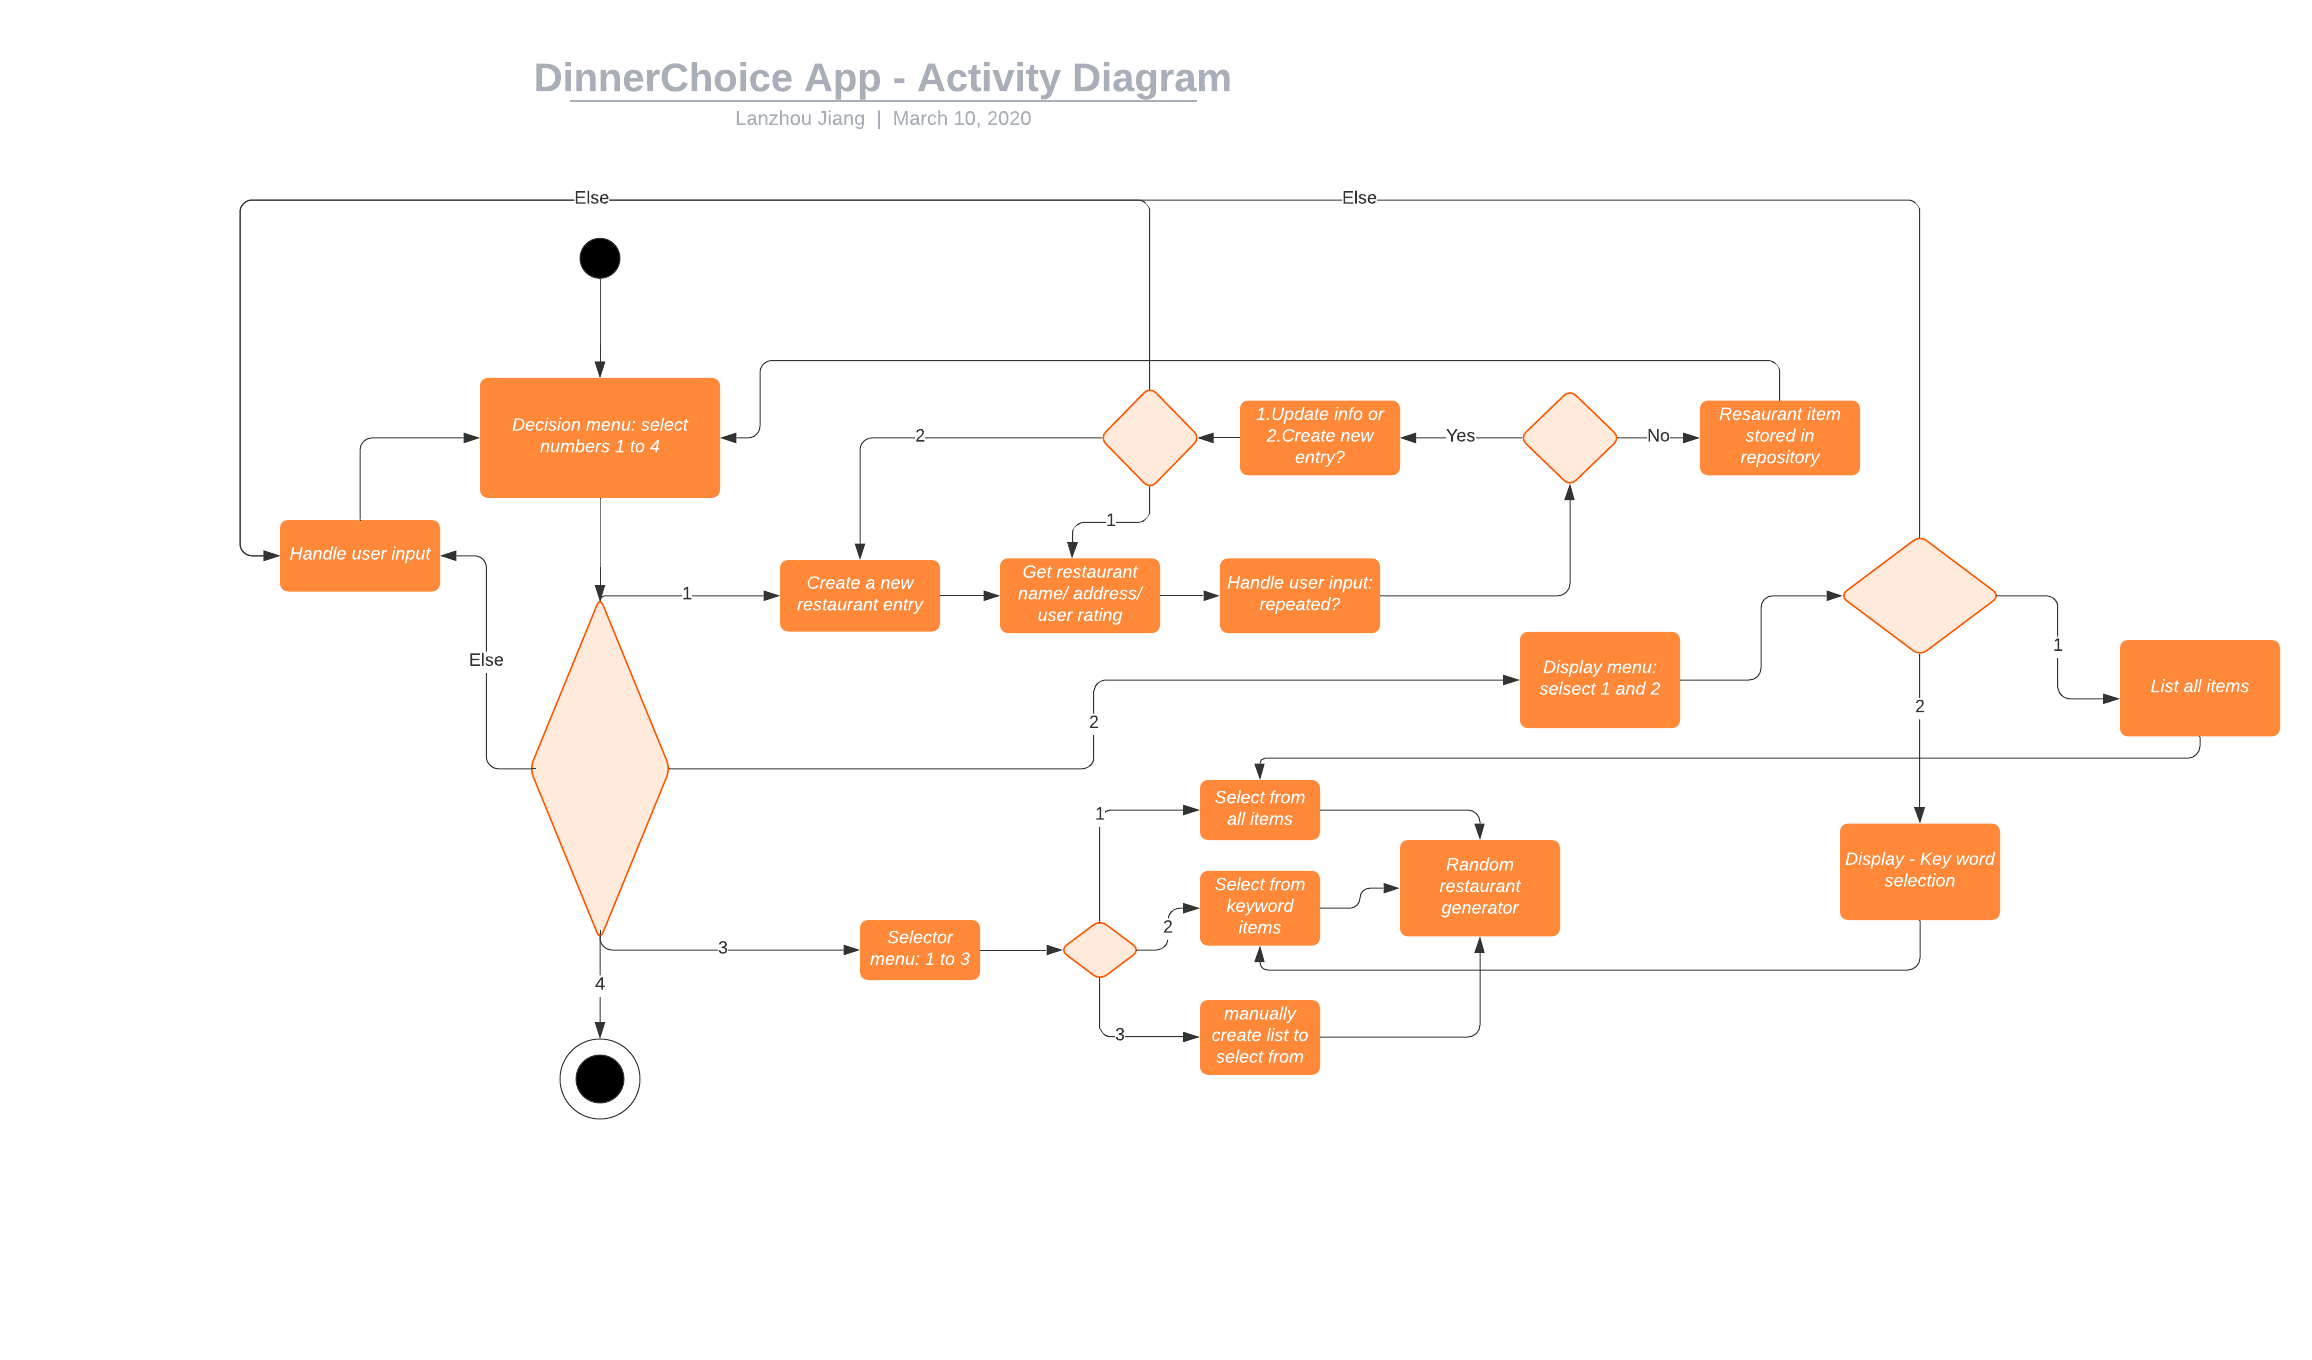 DinnerChoice App - Activity Diagram
Lanzhou Jiang | March 10, 2020
Else
Else
Decision menu: select
numbers 1 to 4
2
1.Update info or
2.Create new
entry?
Yes
No
Resaurant item
stored in
repository
1
Handle user input
1
Create a new
restaurant entry
Get restaurant
name/ address/
user rating
Handle user input:
repeated?
Else
Display menu:
selsect 1 and 2
1
List all items
2
2
1
Select from
all items
Random
restaurant
generator
Display - Key word
selection
Select from
keyword
items
2
3
Selector
menu: 1 to 3
4
3
manually
create list to
select from